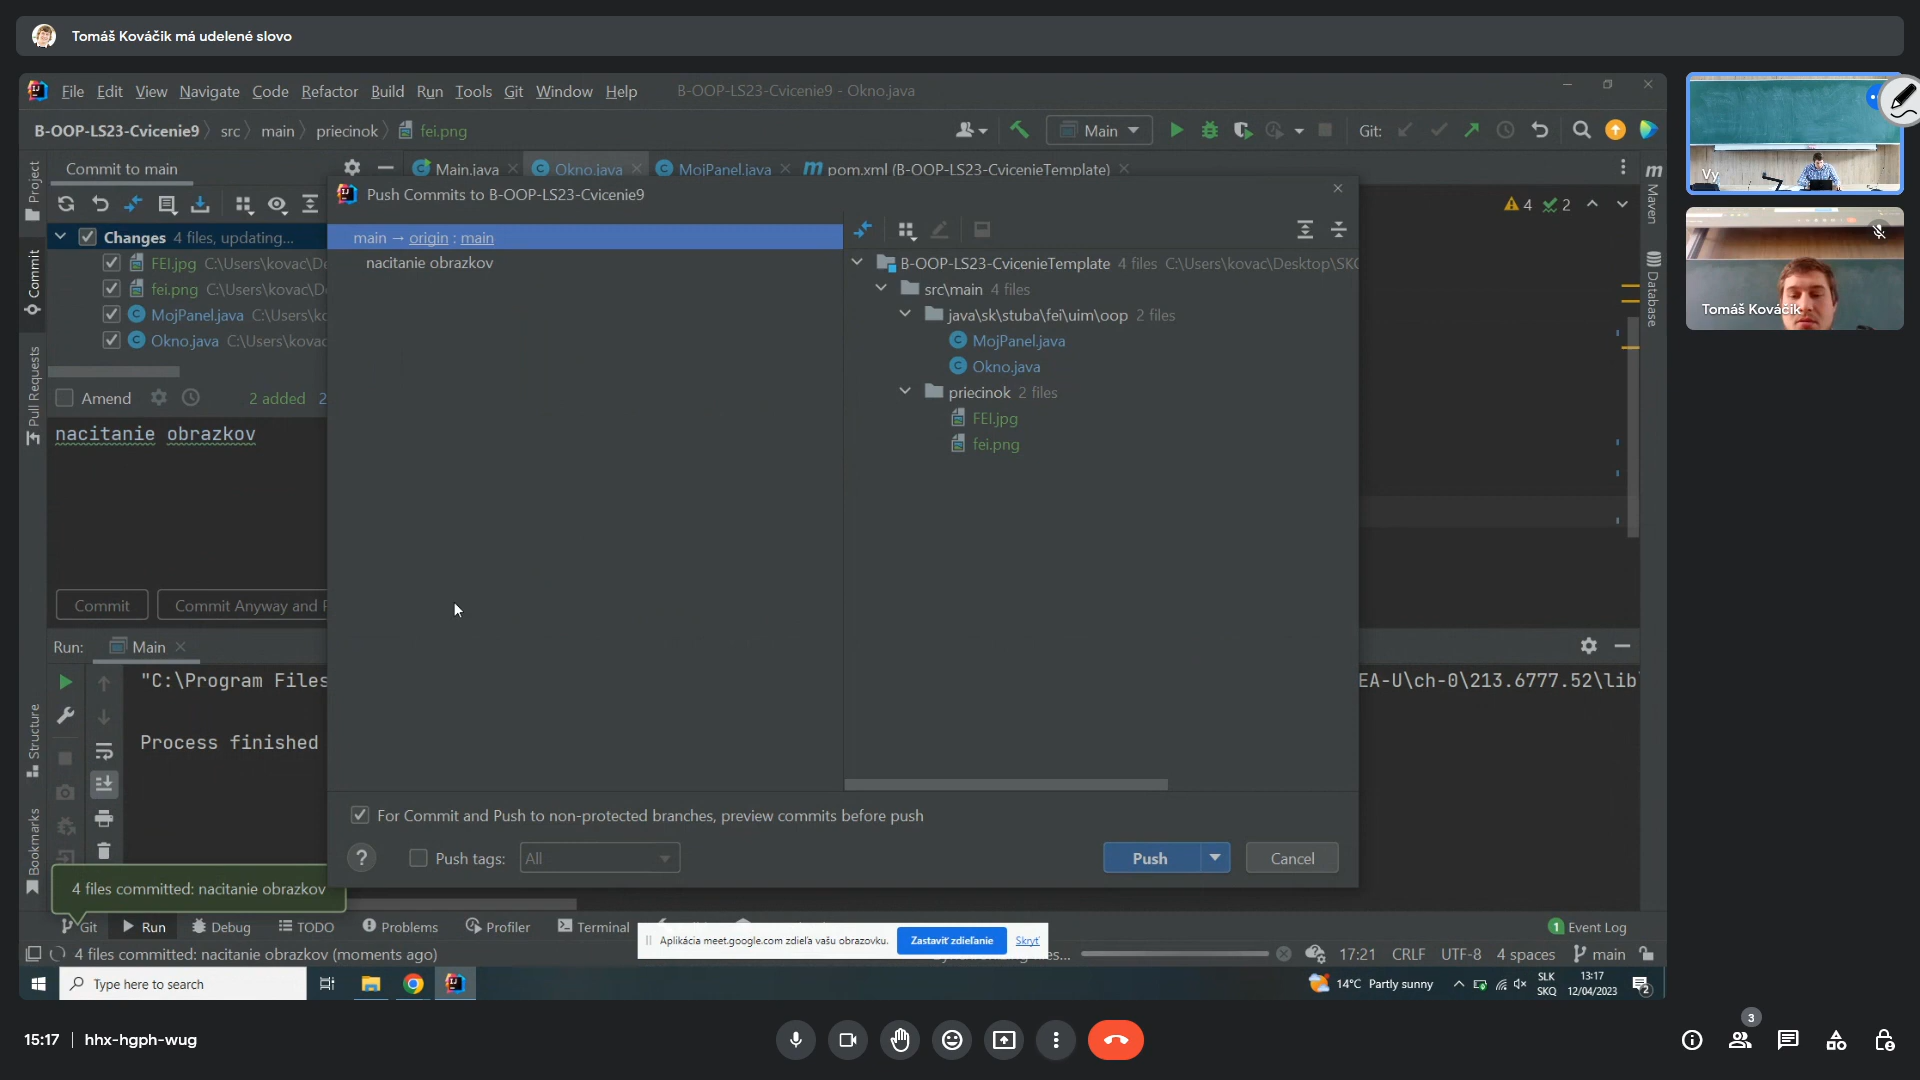 Tomáš Kováčik má udelené slovo
File Edit View Navigate Code Refactor Build Run Tools Git Window Help B-OOP-LS23-Cvicenie9 - Okno.java
B-OOP-LS23-Cvicenie9 src main priecinok fei.png
Main Git:
Commit to main
Main.java Okno.java MojPanel.java pom.xml (B-OOP-LS23-CvicenieTemplate)
Push Commits to B-OOP-LS23-Cvicenie9
4 2
Changes 4 files, updating...
main → origin : main
FEI.jpg C:\Users\kovac\De
nacitanie obrazkov
B-OOP-LS23-CvicenieTemplate 4 files C:\Users\kovac\Desktop\SK
fei.png C:\Users\kovac\D
src\main 4 files
MojPanel.java C:\Users\k
java\sk\stuba\fei\uim\oop 2 files
Okno.java C:\Users\kovac
MojPanel.java
Okno.java
priecinok 2 files
FEI.jpg
fei.png
Amend 2 added 2
nacitanie obrazkov
Commit Commit Anyway and P
Project
Commit
Pull Requests
Structure
Bookmarks
Maven
Database
Run: Main
"C:\Program Files
EA-U\ch-0\213.6777.52\lib
Process finished
For Commit and Push to non-protected branches, preview commits before push
? Push tags: All Push Cancel
4 files committed: nacitanie obrazkov
Git Run Debug TODO Problems Profiler Terminal
1 Event Log
Aplikácia meet.google.com zdieľa vašu obrazovku. Zastaviť zdieľanie Skryť
4 files committed: nacitanie obrazkov (moments ago)
17:21 CRLF UTF-8 4 spaces main
Type here to search
14°C Partly sunny
SLK
SKQ
13:17
12/04/2023
2
Vy
Tomáš Kováčik
15:17 | hhx-hgph-wug
3